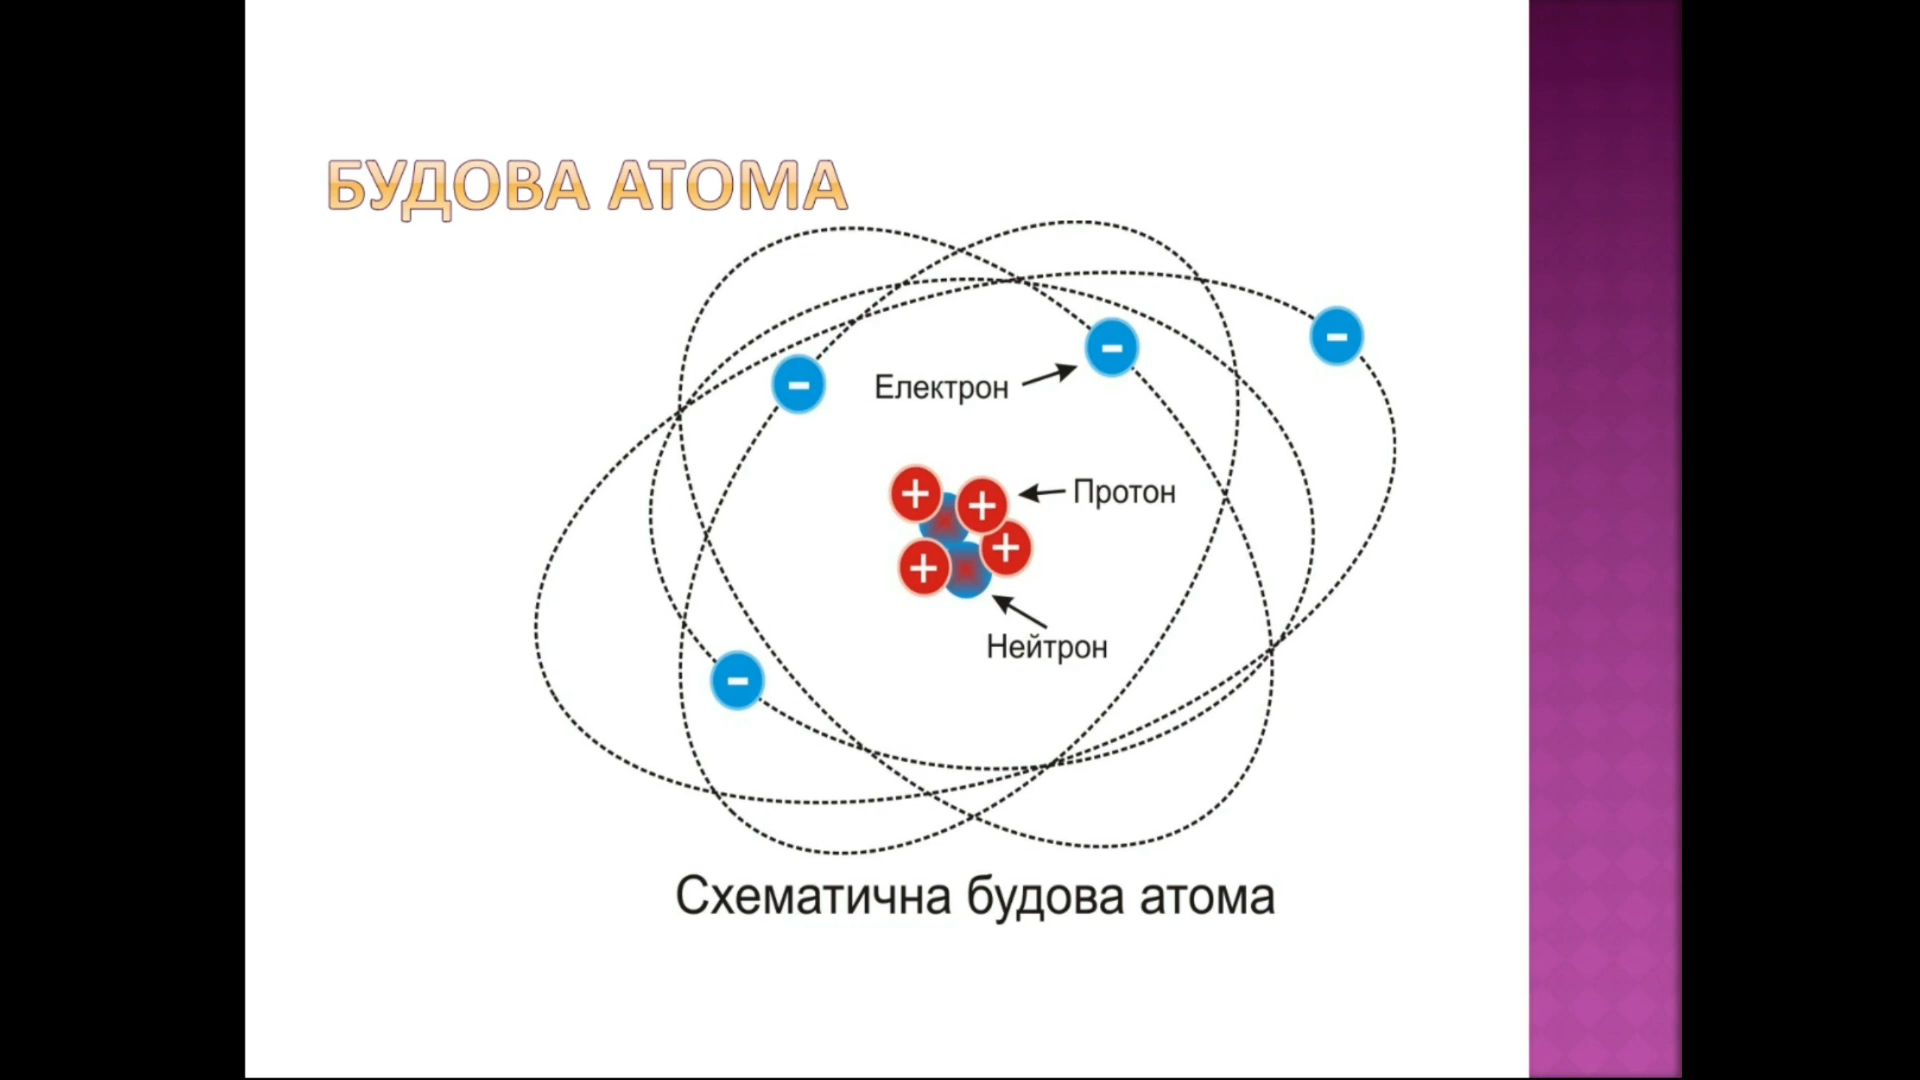 БУДОВА АТОМА
Електрон
Протон
Нейтрон
Схематична будова атома